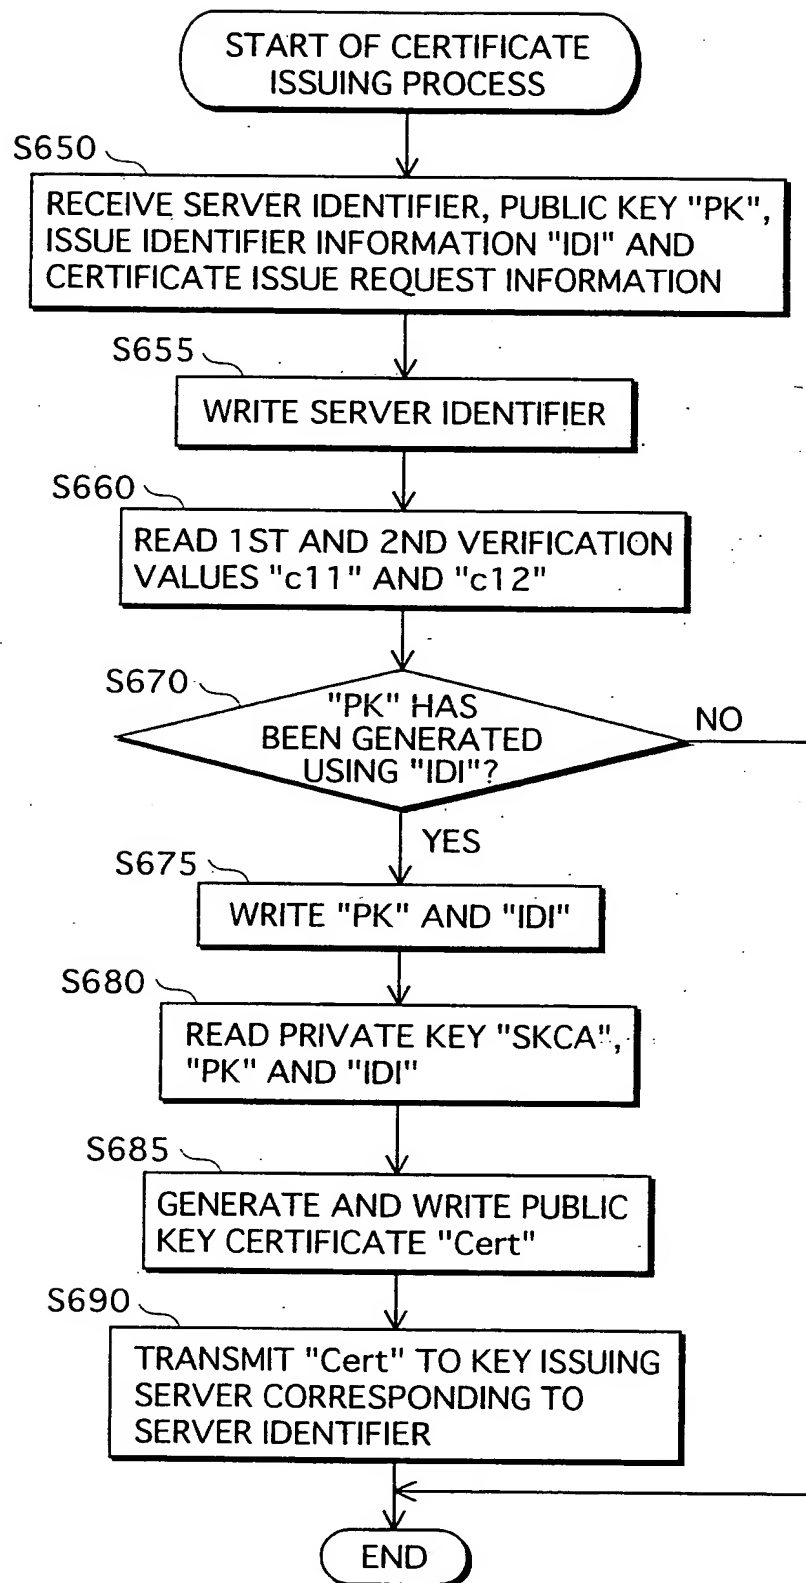 START OF CERTIFICATE
ISSUING PROCESS
S650
RECEIVE SERVER IDENTIFIER, PUBLIC KEY "PK",
ISSUE IDENTIFIER INFORMATION "IDI" AND
CERTIFICATE ISSUE REQUEST INFORMATION
S655
WRITE SERVER IDENTIFIER
S660
READ 1ST AND 2ND VERIFICATION
VALUES "c11" AND "c12"
S670
"PK" HAS
BEEN GENERATED
USING "IDI"?
NO
YES
S675
WRITE "PK" AND "IDI"
S680
READ PRIVATE KEY "SKCA",
"PK" AND "IDI"
S685
GENERATE AND WRITE PUBLIC
KEY CERTIFICATE "Cert"
S690
TRANSMIT "Cert" TO KEY ISSUING
SERVER CORRESPONDING TO
SERVER IDENTIFIER
END